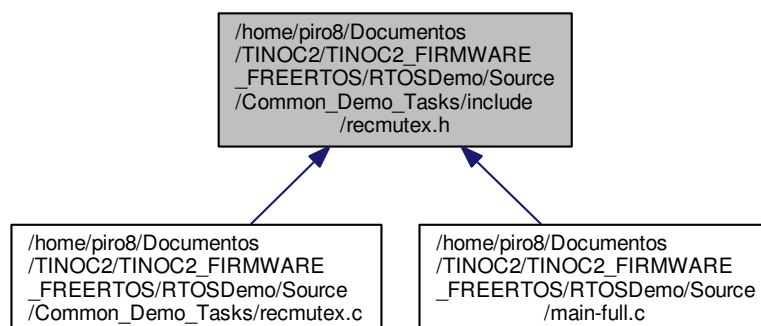 /home/piro8/Documentos
/TINOC2/TINOC2_FIRMWARE
_FREERTOS/RTOSDemo/Source
/Common_Demo_Tasks/include
/recmutex.h
/home/piro8/Documentos
/TINOC2/TINOC2_FIRMWARE
_FREERTOS/RTOSDemo/Source
/Common_Demo_Tasks/recmutex.c
/home/piro8/Documentos
/TINOC2/TINOC2_FIRMWARE
_FREERTOS/RTOSDemo/Source
/main-full.c